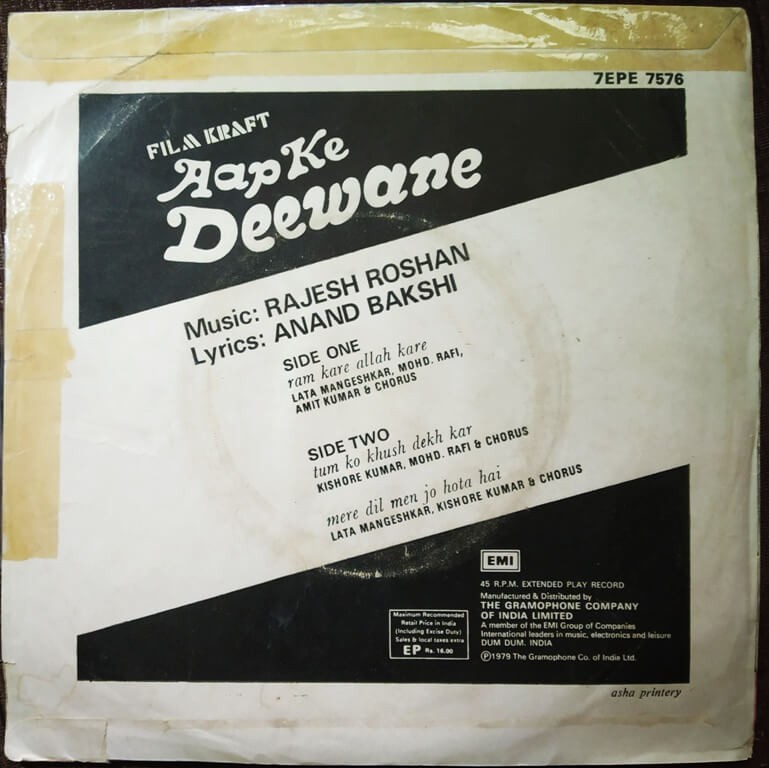 7EPE 7576
FILM KRAFT
Aap Ke
Deewane
Music: RAJESH ROSHAN
Lyrics: ANAND BAKSHI
SIDE ONE
ram kare allah kare
LATA MANGESHKAR, MOHD. RAFI,
AMIT KUMAR & CHORUS
SIDE TWO
tum ko khush dekh kar
KISHORE KUMAR, MOHD. RAFI & CHORUS
mere dil men jo hota hai
LATA MANGESHKAR, KISHORE KUMAR & CHORUS
EMI
45 R.P.M. EXTENDED PLAY RECORD
Manufactured & Distributed by
THE GRAMOPHONE COMPANY
OF INDIA LIMITED
A member of the EMI Group of Companies
International leaders in music, electronics and leisure
DUM DUM. INDIA
Ⓟ1979 The Gramophone Co. of India Ltd.
Maximum Recommended
Retail Price in India
(Including Excise Duty)
Sales & local taxes extra
EP Rs. 16.00
asha printery